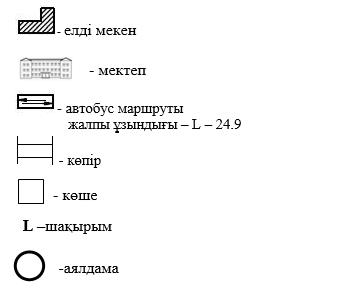 - елді мекен
- мектеп
- автобус маршруты
жалпы ұзындығы – L – 24.9
- көпір
- көше
L –шақырым
-аялдама